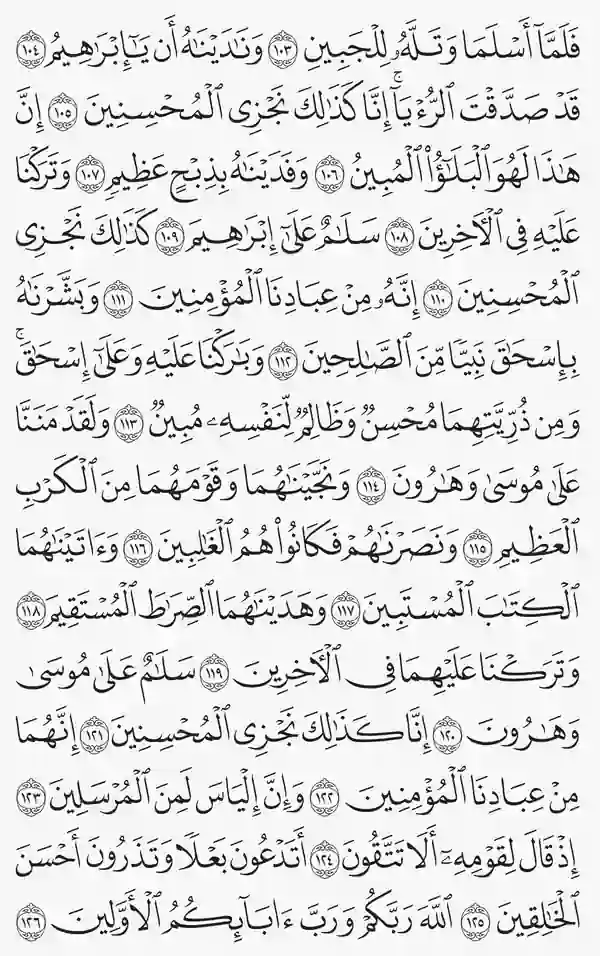 فَلَمَّآ أَسْلَمَا وَتَلَّهُۥ لِلْجَبِينِ ١٠٣ وَنَـٰدَيْنَـٰهُ أَن يَـٰٓإِبْرَٰهِيمُ ١٠٤
قَدْ صَدَّقْتَ ٱلرُّءْيَآ ۚ إِنَّا كَذَٰلِكَ نَجْزِى ٱلْمُحْسِنِينَ ١٠٥ إِنَّ
هَـٰذَا لَهُوَ ٱلْبَلَـٰٓؤُا۟ ٱلْمُبِينُ ١٠٦ وَفَدَيْنَـٰهُ بِذِبْحٍ عَظِيمٍ ١٠٧ وَتَرَكْنَا
عَلَيْهِ فِى ٱلْـَٔاخِرِينَ ١٠٨ سَلَـٰمٌ عَلَىٰٓ إِبْرَٰهِيمَ ١٠٩ كَذَٰلِكَ نَجْزِى
ٱلْمُحْسِنِينَ ١١٠ إِنَّهُۥ مِنْ عِبَادِنَا ٱلْمُؤْمِنِينَ ١١١ وَبَشَّرْنَـٰهُ
بِإِسْحَـٰقَ نَبِيًّا مِّنَ ٱلصَّـٰلِحِينَ ١١٢ وَبَـٰرَكْنَا عَلَيْهِ وَعَلَىٰٓ إِسْحَـٰقَ ۚ
وَمِن ذُرِّيَّتِهِمَا مُحْسِنٌ وَظَالِمٌ لِّنَفْسِهِۦ مُبِينٌ ١١٣ وَلَقَدْ مَنَنَّا
عَلَىٰ مُوسَىٰ وَهَـٰرُونَ ١١٤ وَنَجَّيْنَـٰهُمَا وَقَوْمَهُمَا مِنَ ٱلْكَرْبِ
ٱلْعَظِيمِ ١١٥ وَنَصَرْنَـٰهُمْ فَكَانُوا۟ هُمُ ٱلْغَـٰلِبِينَ ١١٦ وَءَاتَيْنَـٰهُمَا
ٱلْكِتَـٰبَ ٱلْمُسْتَبِينَ ١١٧ وَهَدَيْنَـٰهُمَا ٱلصِّرَٰطَ ٱلْمُسْتَقِيمَ ١١٨
وَتَرَكْنَا عَلَيْهِمَا فِى ٱلْـَٔاخِرِينَ ١١٩ سَلَـٰمٌ عَلَىٰ مُوسَىٰ
وَهَـٰرُونَ ١٢٠ إِنَّا كَذَٰلِكَ نَجْزِى ٱلْمُحْسِنِينَ ١٢١ إِنَّهُمَا
مِنْ عِبَادِنَا ٱلْمُؤْمِنِينَ ١٢٢ وَإِنَّ إِلْيَاسَ لَمِنَ ٱلْمُرْسَلِينَ ١٢٣
إِذْ قَالَ لِقَوْمِهِۦٓ أَلَا تَتَّقُونَ ١٢٤ أَتَدْعُونَ بَعْلًا وَتَذَرُونَ أَحْسَنَ
ٱلْخَـٰلِقِينَ ١٢٥ ٱللَّهَ رَبَّكُمْ وَرَبَّ ءَابَآئِكُمُ ٱلْأَوَّلِينَ ١٢٦